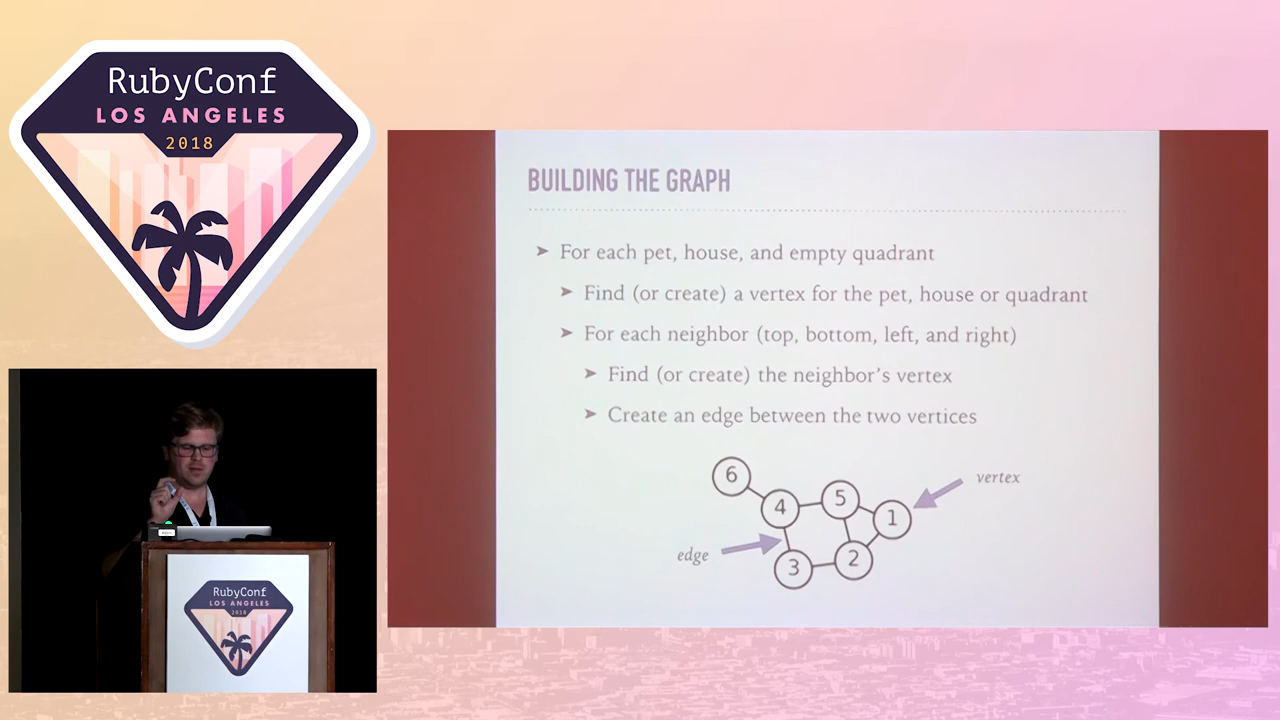 RubyConf
LOS ANGELES
2018
BUILDING THE GRAPH
➤ For each pet, house, and empty quadrant
➤ Find (or create) a vertex for the pet, house or quadrant
➤ For each neighbor (top, bottom, left, and right)
➤ Find (or create) the neighbor's vertex
➤ Create an edge between the two vertices
6
4
5
1
3
2
vertex
edge
RubyConf
LOS ANGELES
2018